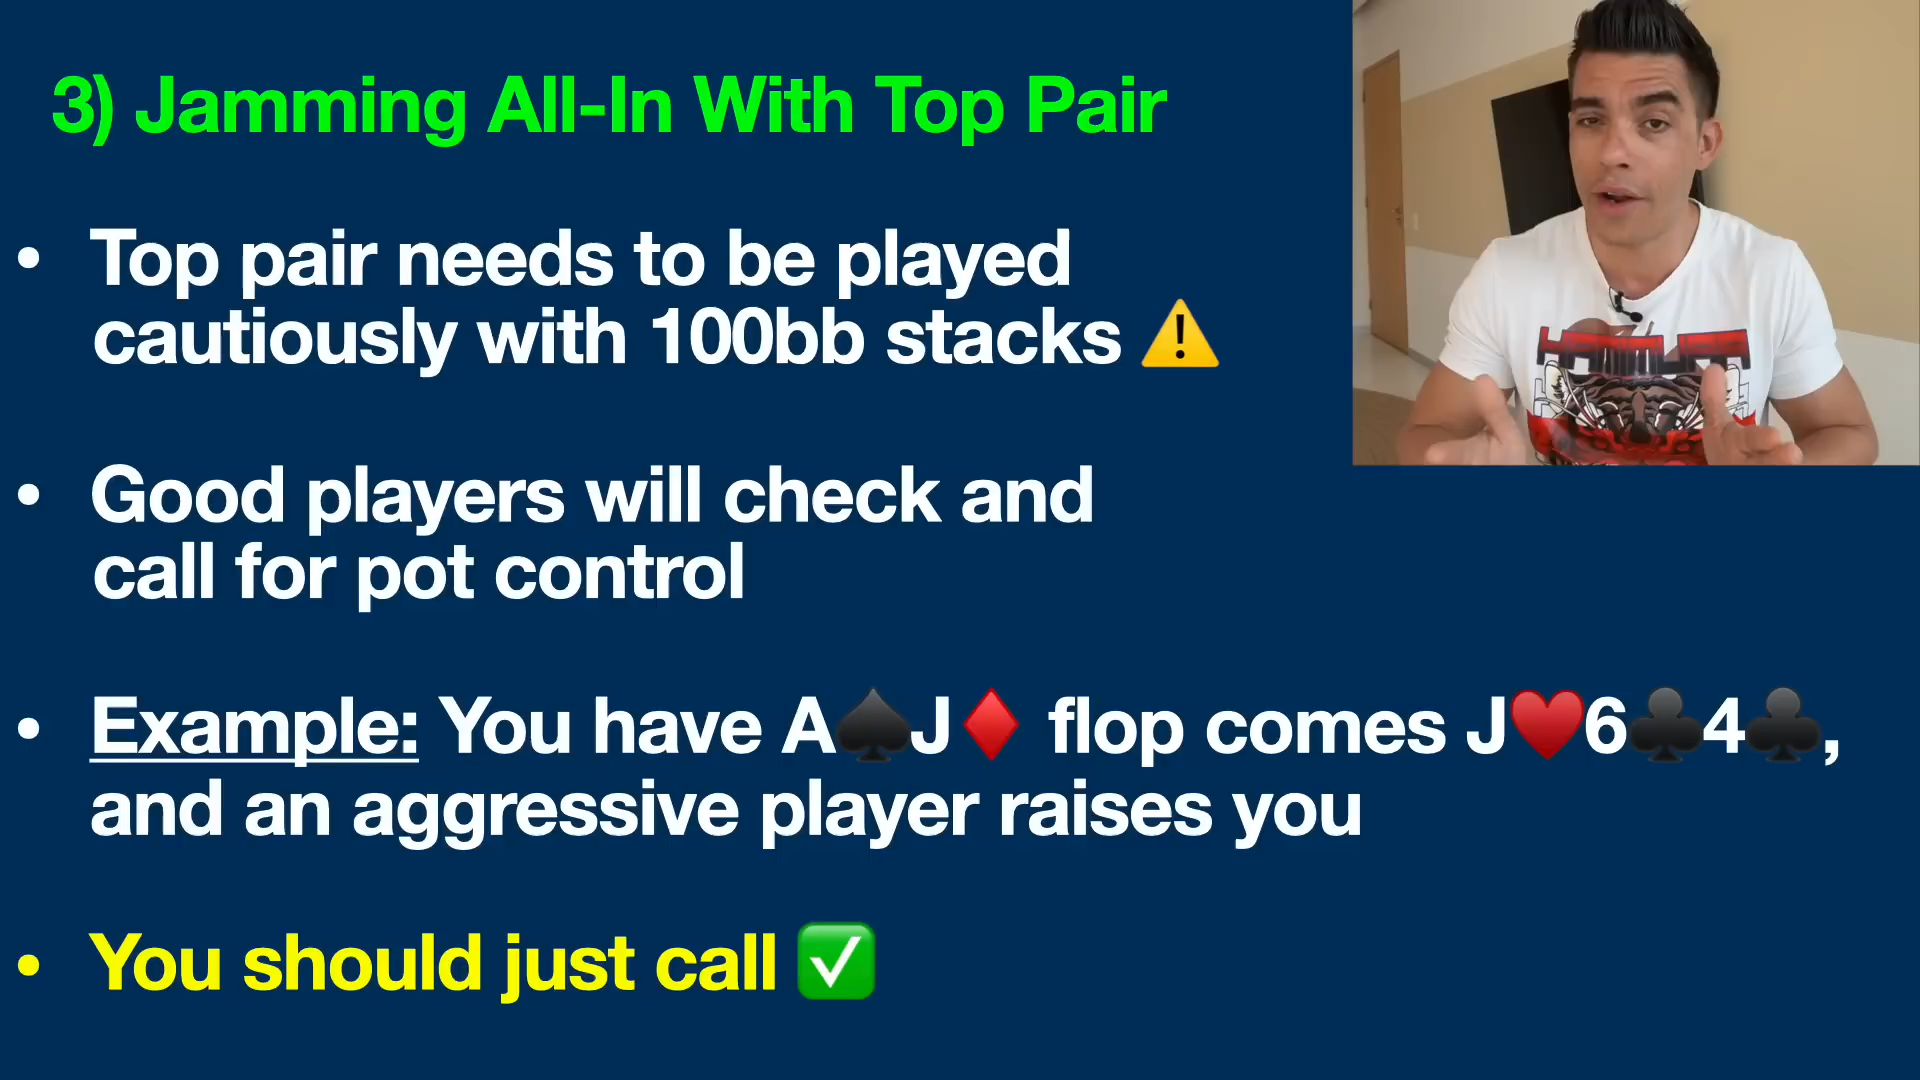 3) Jamming All-In With Top Pair
• Top pair needs to be played
cautiously with 100bb stacks ⚠️
• Good players will check and
call for pot control
• Example: You have A♠️J♦️ flop comes J♥️6♣️4♣️,
and an aggressive player raises you
• You should just call ✅